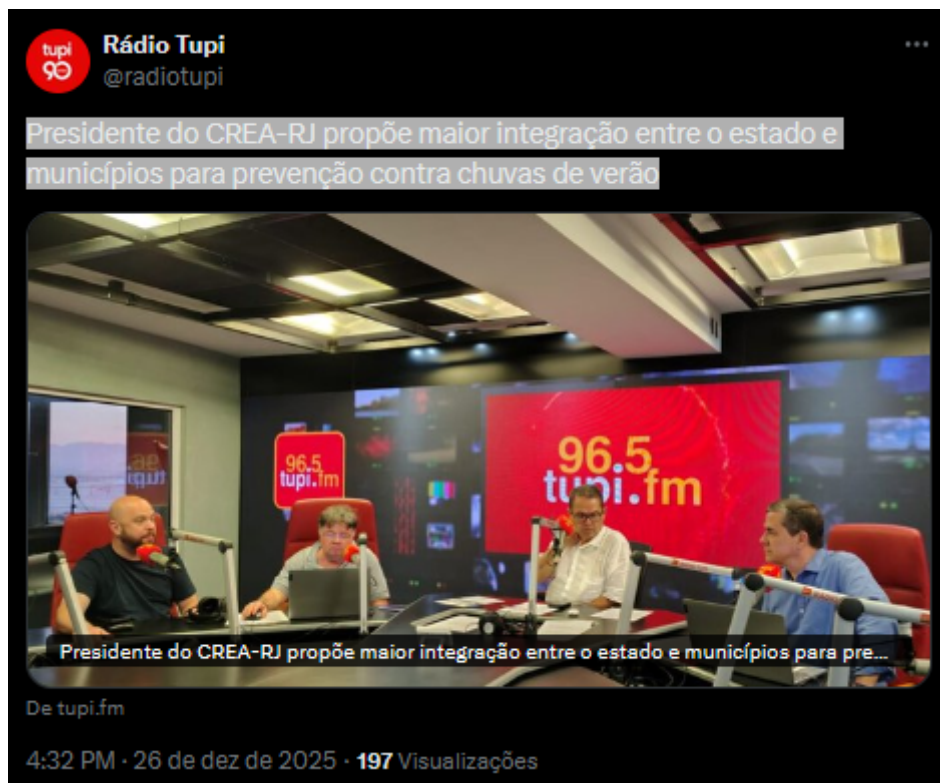 tupi
90
Rádio Tupi
@radiotupi
Presidente do CREA-RJ propõe maior integração entre o estado e
municípios para prevenção contra chuvas de verão
96.5
tupi.fm
96.5
tupi.fm
Presidente do CREA-RJ propõe maior integração entre o estado e municípios para pre...
De tupi.fm
4:32 PM · 26 de dez de 2025 · 197 Visualizações